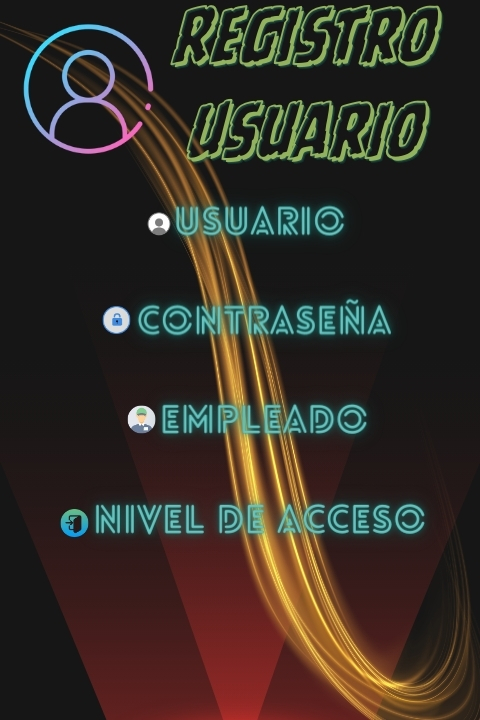 REGISTRO
USUARIO
USUARIO
CONTRASEÑA
EMPLEADO
NIVEL DE ACCESO